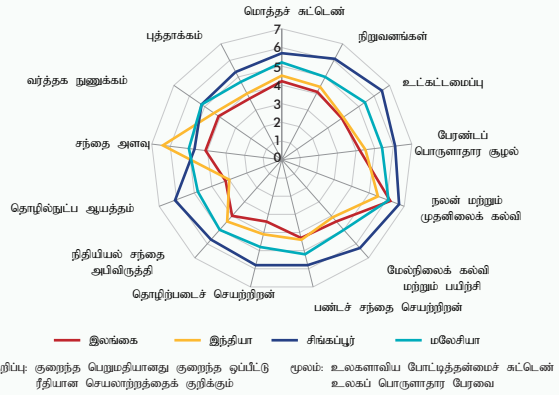 மொத்தச் சுட்டெண்
நிறுவனங்கள்
உட்கட்டமைப்பு
பேரண்டப்
பொருளாதார சூழல்
நலன் மற்றும்
முதனிலைக் கல்வி
மேல்நிலைக் கல்வி
மற்றும் பயிற்சி
பண்டச் சந்தை செயற்றிறன்
தொழிற்படைச் செயற்றிறன்
நிதியியல் சந்தை
அபிவிருத்தி
தொழில்நுட்ப ஆயத்தம்
சந்தை அளவு
வர்த்தக நுணுக்கம்
புத்தாக்கம்
7
6
5
4
3
2
1
0
இலங்கை இந்தியா சிங்கப்பூர் மலேசியா
றிப்பு: குறைந்த பெறுமதியானது குறைந்த ஒப்பீட்டு
ரீதியான செயலாற்றத்தைக் குறிக்கும்
மூலம்: உலகளாவிய போட்டித்தன்மைச் சுட்டெண்
உலகப் பொருளாதார பேரவை